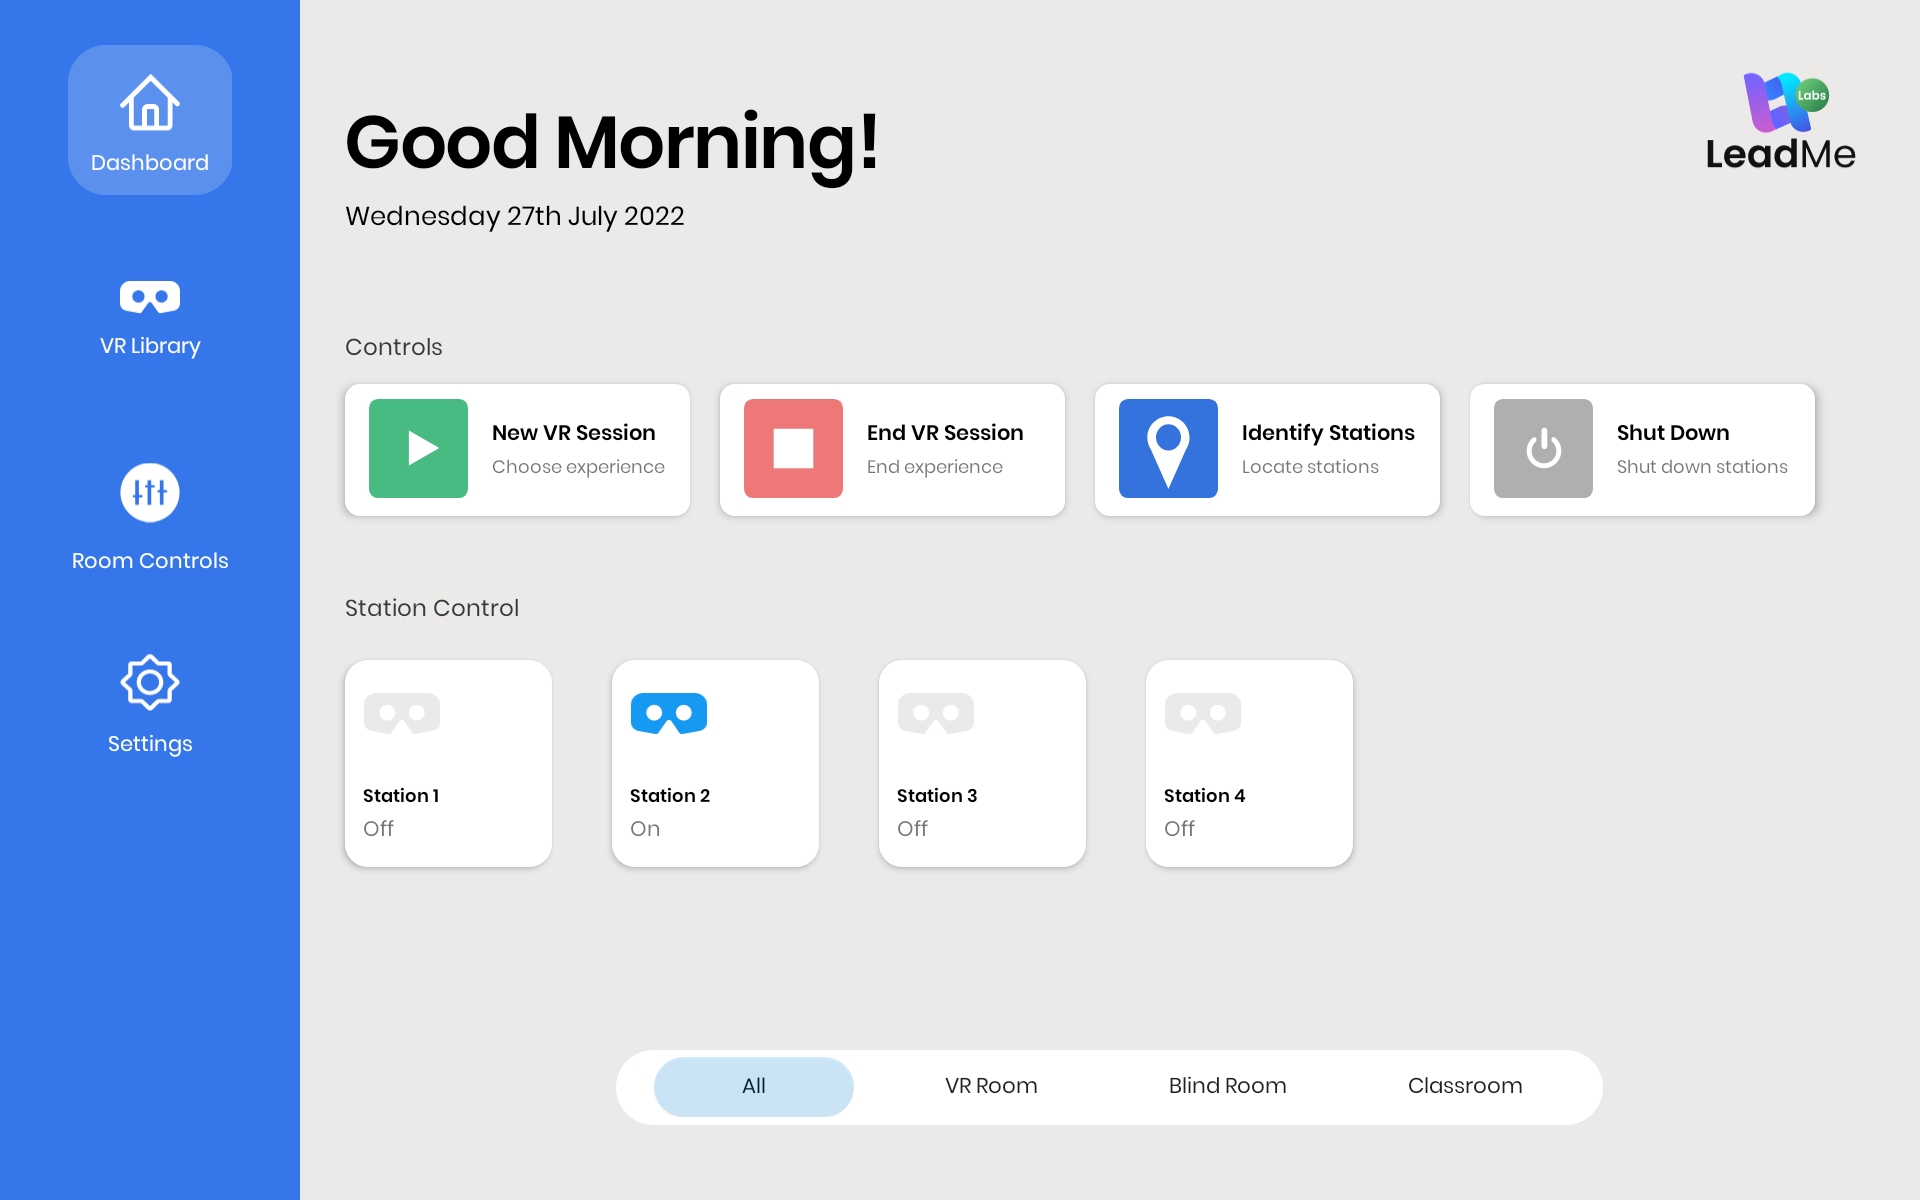 Dashboard
VR Library
Room Controls
Settings
Good Morning!
Wednesday 27th July 2022
Labs
LeadMe
Controls
New VR Session
Choose experience
End VR Session
End experience
Identify Stations
Locate stations
Shut Down
Shut down stations
Station Control
Station 1
Off
Station 2
On
Station 3
Off
Station 4
Off
All
VR Room
Blind Room
Classroom